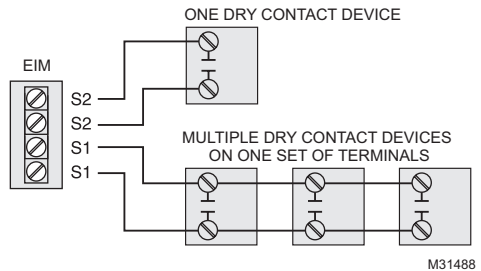 ONE DRY CONTACT DEVICE
EIM
S2
S2
S1
S1
MULTIPLE DRY CONTACT DEVICES
ON ONE SET OF TERMINALS
M31488